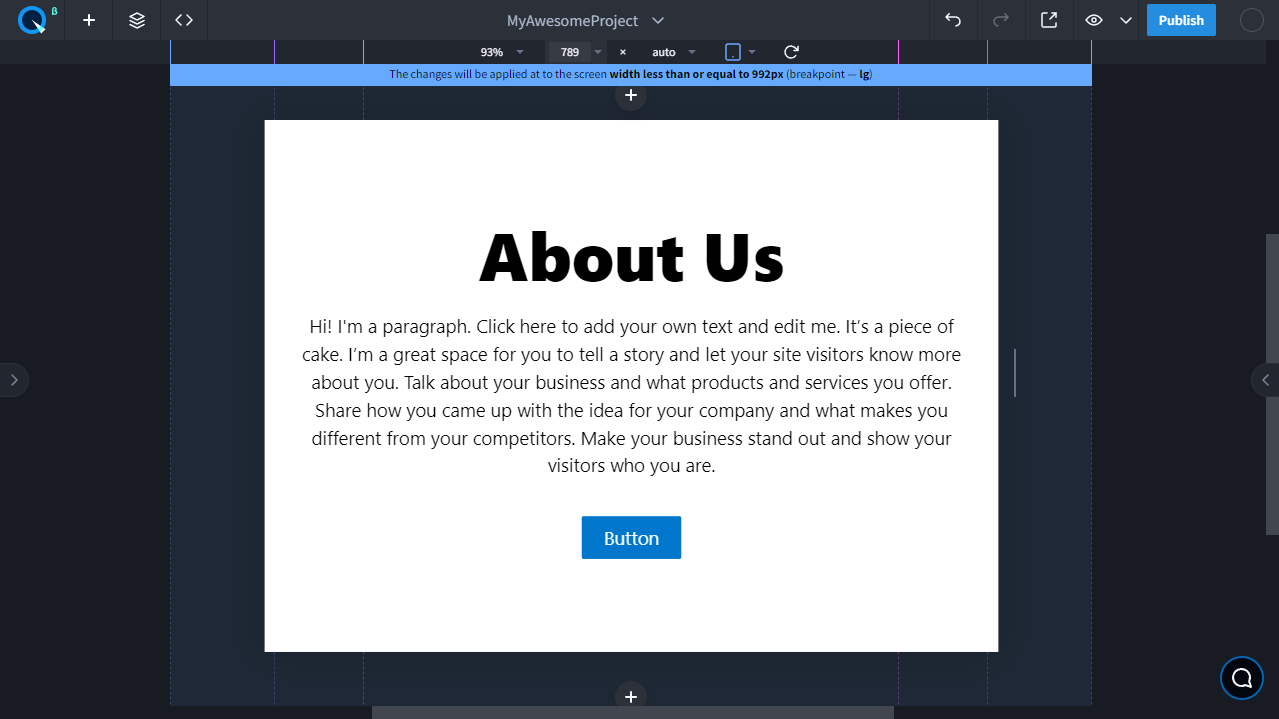 β
MyAwesomeProject
Publish
93% 789 × auto
The changes will be applied at to the screen width less than or equal to 992px (breakpoint — lg)
About Us
Hi! I'm a paragraph. Click here to add your own text and edit me. It’s a piece of
cake. I’m a great space for you to tell a story and let your site visitors know more
about you. Talk about your business and what products and services you offer.
Share how you came up with the idea for your company and what makes you
different from your competitors. Make your business stand out and show your
visitors who you are.
Button